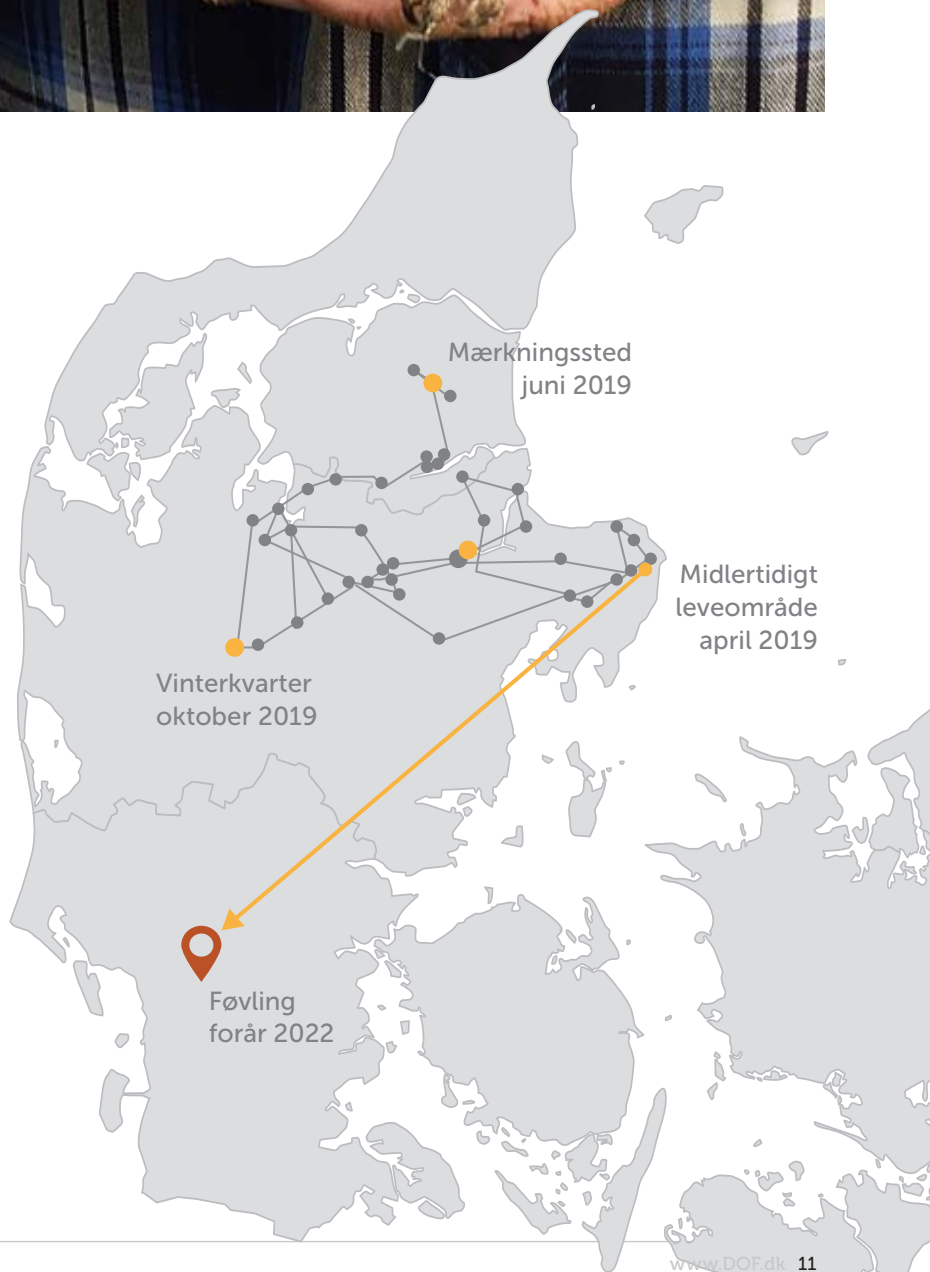 Mærkningssted
juni 2019
Midlertidigt
leveområde
april 2019
Vinterkvarter
oktober 2019
Føvling
forår 2022
www.DOF.dk 11